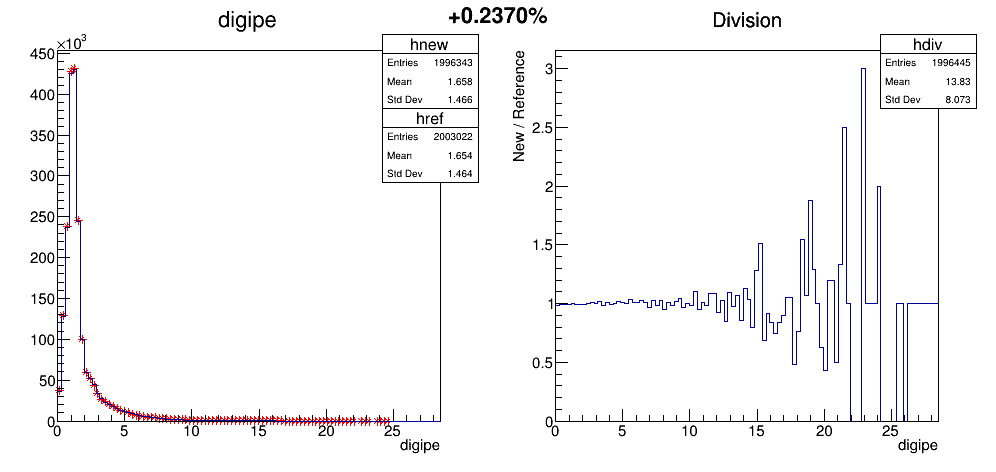 +0.2370%
digipe
×10³
hnew
Entries 1996343
Mean 1.658
Std Dev 1.466
href
Entries 2003022
Mean 1.654
Std Dev 1.464
450
400
350
300
250
200
150
100
50
0
0 5 10 15 20 25
digipe
Division
hdiv
Entries 1996445
Mean 13.83
Std Dev 8.073
New / Reference
3
2.5
2
1.5
1
0.5
0
0 5 10 15 20 25
digipe